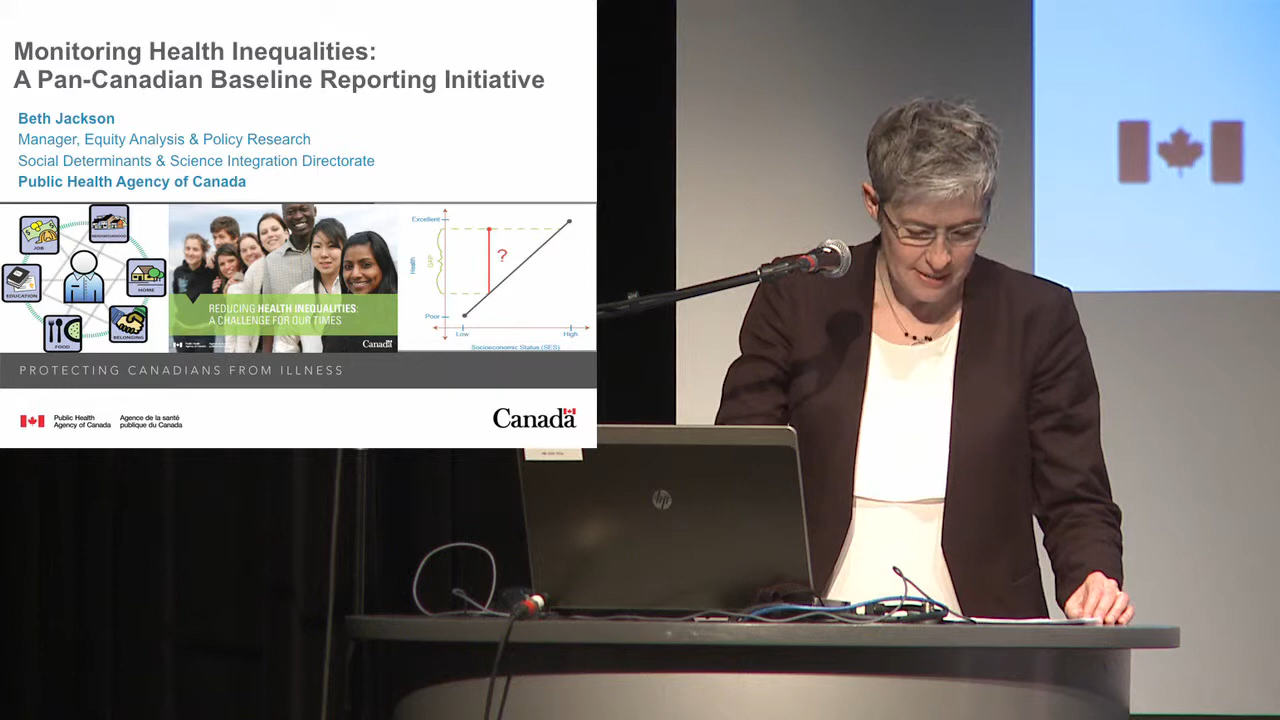 Monitoring Health Inequalities:
A Pan-Canadian Baseline Reporting Initiative
Beth Jackson
Manager, Equity Analysis & Policy Research
Social Determinants & Science Integration Directorate
Public Health Agency of Canada
JOB
NEIGHBOURHOOD
EDUCATION
HOME
FOOD
BELONGING
REDUCING HEALTH INEQUALITIES:
A CHALLENGE FOR OUR TIMES
Canada
Excellent
Health
GAP
?
Poor
Low
High
Socioeconomic Status (SES)
PROTECTING CANADIANS FROM ILLNESS
Public Health
Agency of Canada
Agence de la santé
publique du Canada
Canada
hp